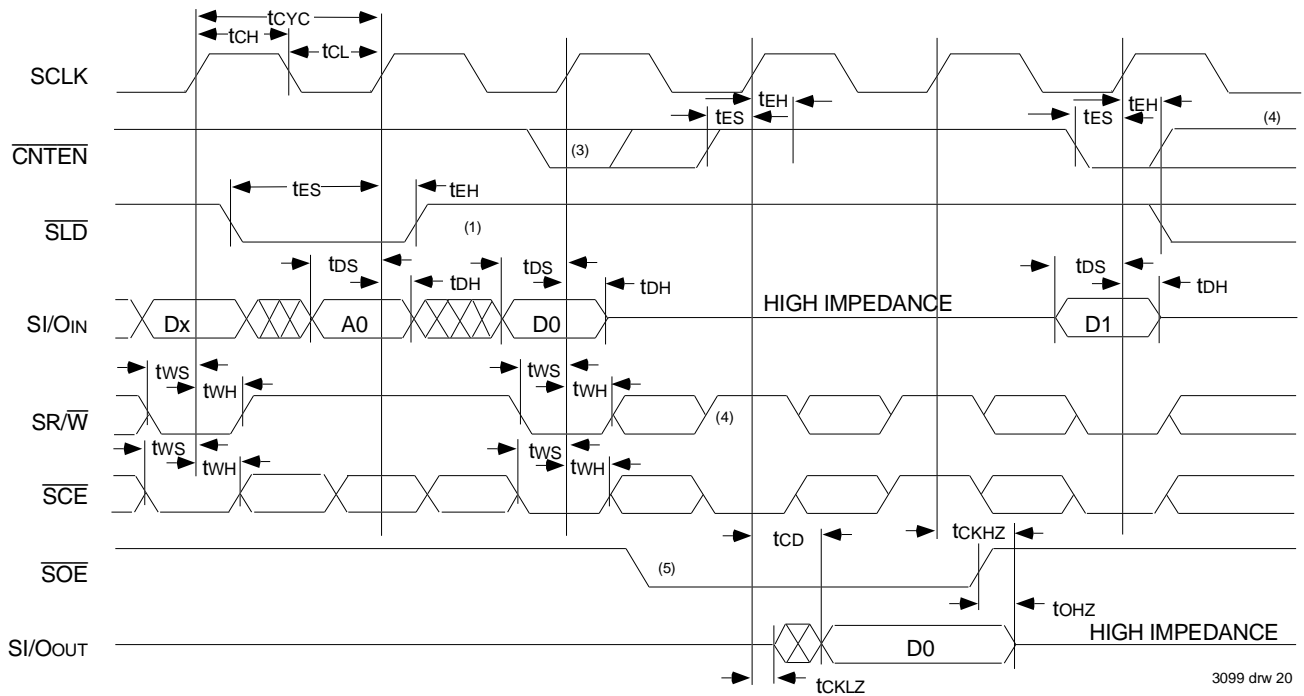 tCYC
tCH
tCL
SCLK
tES
tEH
tES
tEH
(4)
CNTEN
(3)
tES
tEH
SLD
(1)
tDS
tDH
tDS
tDH
tDS
tDH
SI/OIN
Dx
A0
D0
HIGH IMPEDANCE
D1
tWS
tWH
tWS
tWH
SR/W
(4)
tWS
tWH
tWS
tWH
SCE
tCD
tCKHZ
SOE
(5)
tOHZ
SI/OOUT
D0
HIGH IMPEDANCE
tCKLZ
3099 drw 20